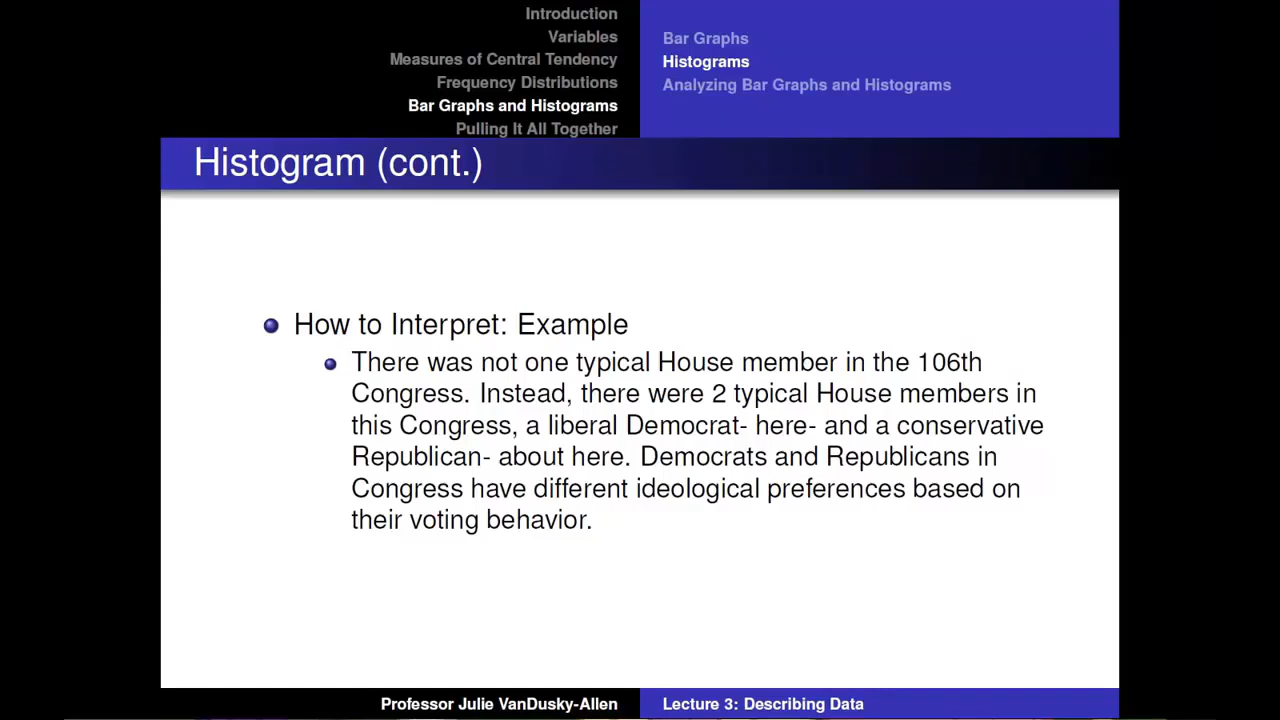 Introduction
Variables
Measures of Central Tendency
Frequency Distributions
Bar Graphs and Histograms
Pulling It All Together
Bar Graphs
Histograms
Analyzing Bar Graphs and Histograms
Histogram (cont.)
How to Interpret: Example
There was not one typical House member in the 106th
Congress. Instead, there were 2 typical House members in
this Congress, a liberal Democrat- here- and a conservative
Republican- about here. Democrats and Republicans in
Congress have different ideological preferences based on
their voting behavior.
Professor Julie VanDusky-Allen
Lecture 3: Describing Data